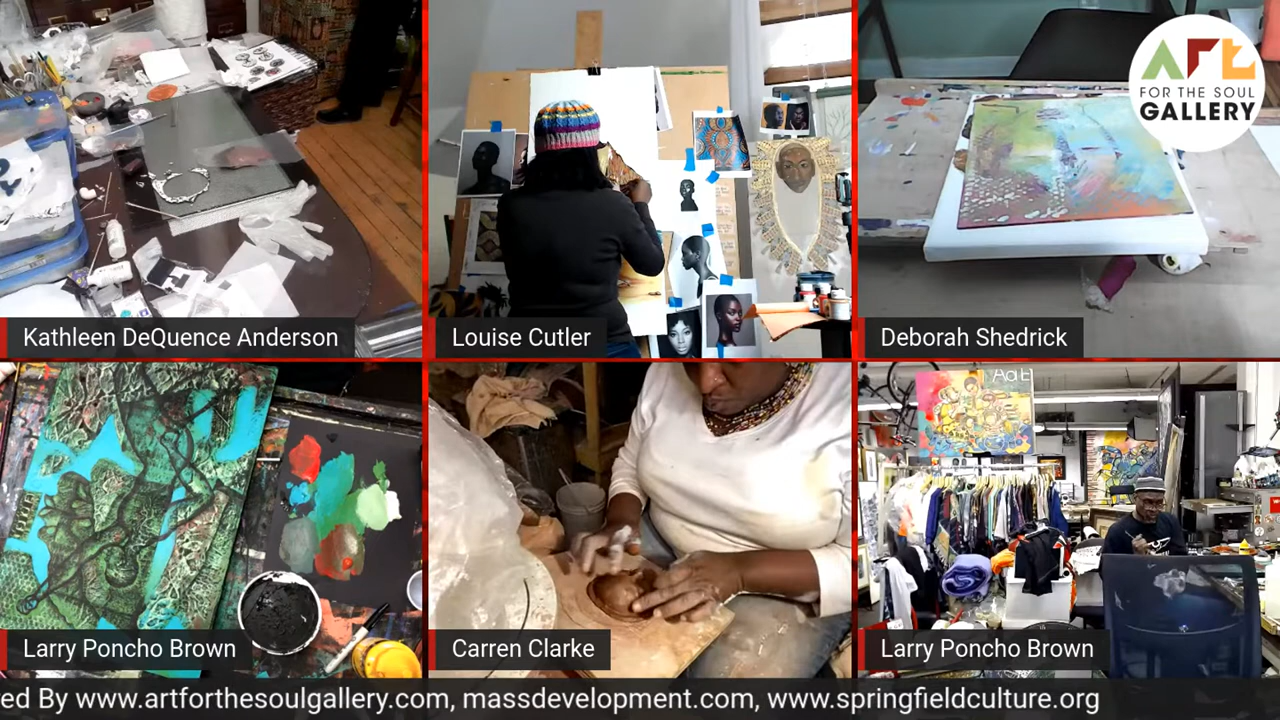 ART
FOR THE SOUL
GALLERY
Kathleen DeQuence Anderson
Louise Cutler
Deborah Shedrick
Larry Poncho Brown
Carren Clarke
Larry Poncho Brown
ed By www.artforthesoulgallery.com, massdevelopment.com, www.springfieldculture.org